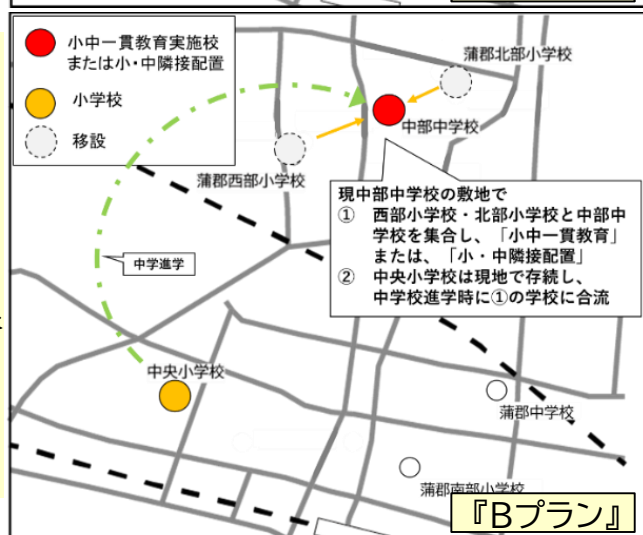 小中一貫教育実施校
または小・中隣接配置
小学校
移設
蒲郡北部小学校
中部中学校
蒲郡西部小学校
現中部中学校の敷地で
① 西部小学校・北部小学校と中部中
学校を集合し、「小中一貫教育」
または、「小・中隣接配置」
② 中央小学校は現地で存続し、
中学校進学時に①の学校に合流
中学進学
中央小学校
蒲郡中学校
蒲郡南部小学校
『Bプラン』